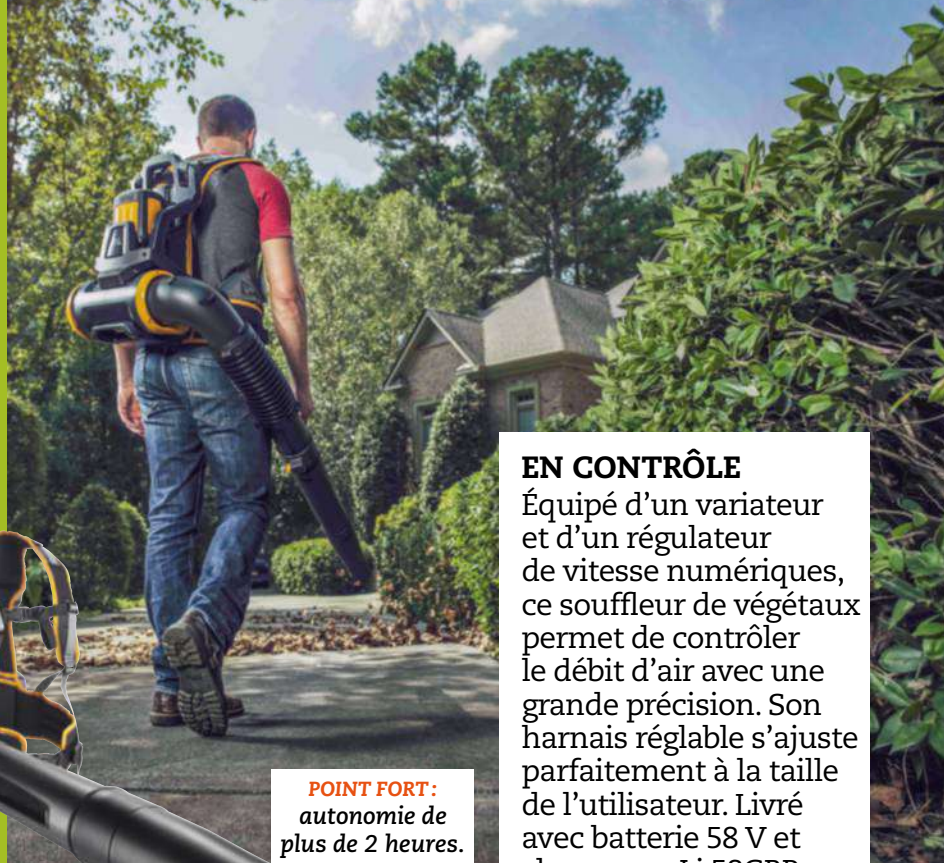 EN CONTRÔLE
Équipé d’un variateur
et d’un régulateur
de vitesse numériques,
ce souffleur de végétaux
permet de contrôler
le débit d’air avec une
grande précision. Son
harnais réglable s’ajuste
parfaitement à la taille
de l’utilisateur. Livré
avec batterie 58 V et
POINT FORT :
autonomie de
plus de 2 heures.